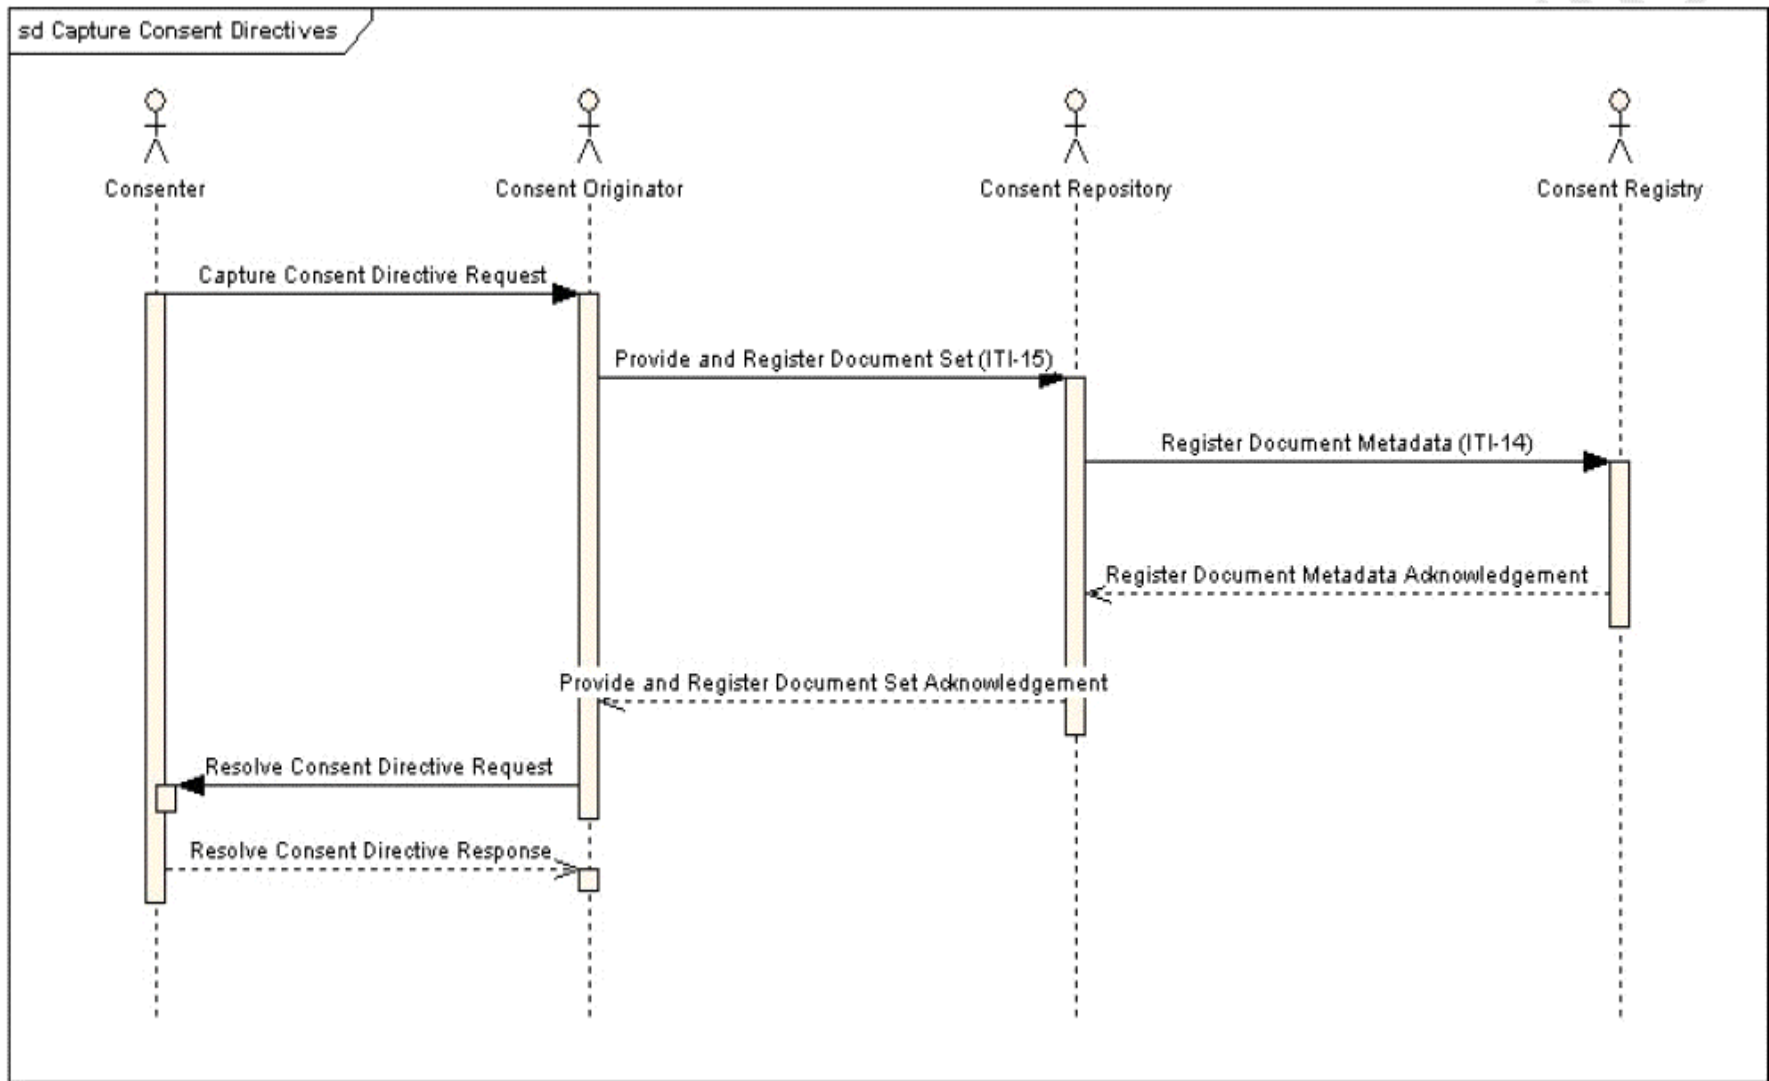 sd Capture Consent Directives
Consenter
Consent Originator
Consent Repository
Consent Registry
Capture Consent Directive Request
Provide and Register Document Set (ITI-15)
Register Document Metadata (ITI-14)
Register Document Metadata Acknowledgement
Provide and Register Document Set Acknowledgement
Resolve Consent Directive Request
Resolve Consent Directive Response